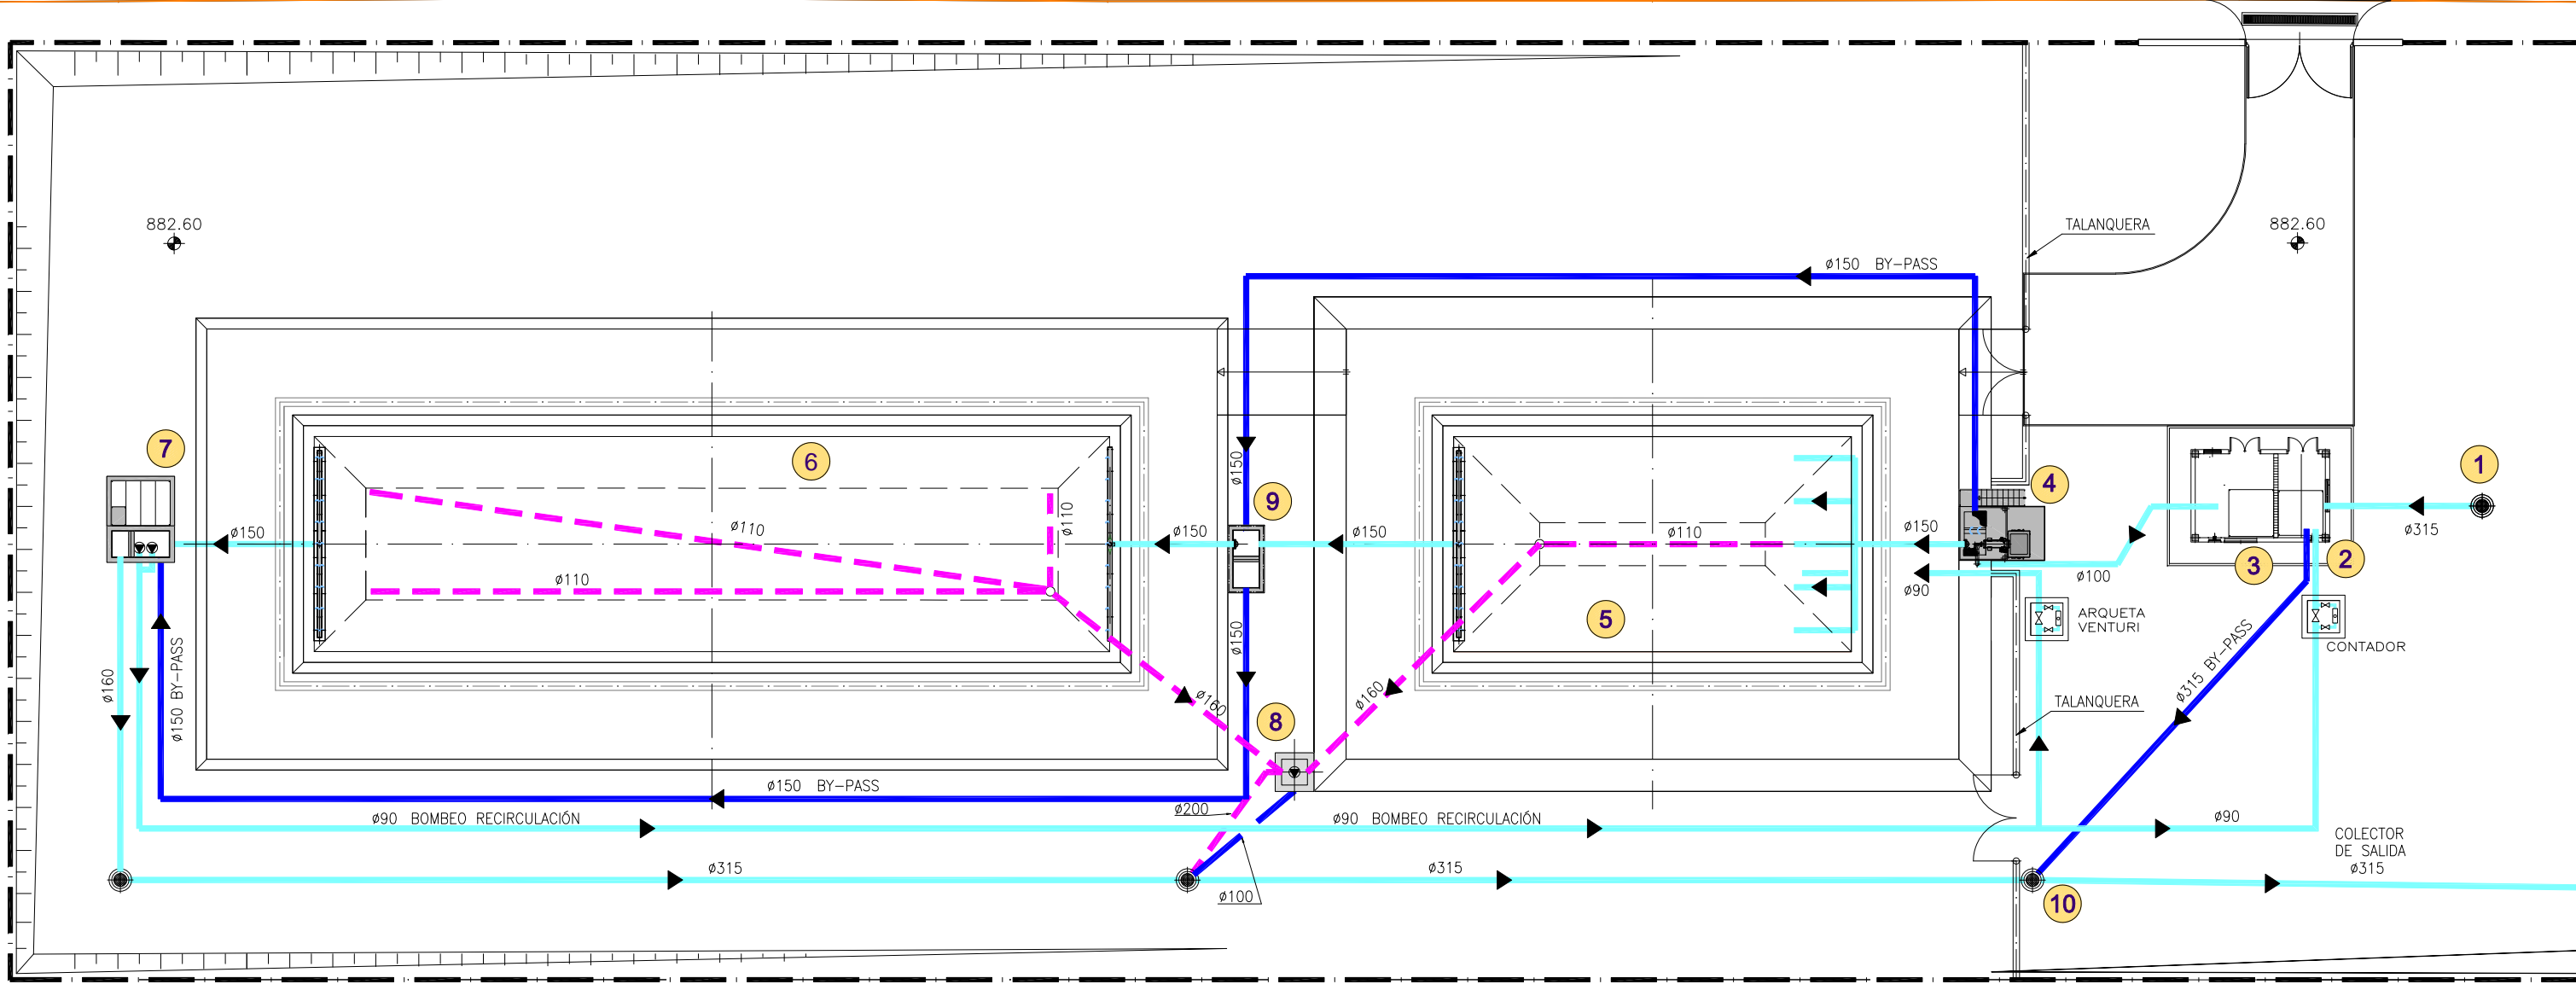 882.60
882.60
TALANQUERA
ø150 BY-PASS
7
6
ø150
9
4
1
ø150
ø110
ø110
ø150
ø150
ø110
ø150
ø315
ø110
ø90
ø100
3
2
5
ARQUETA
VENTURI
CONTADOR
ø150
ø160
ø150 BY-PASS
ø160
ø160
ø315 BY-PASS
TALANQUERA
8
ø150 BY-PASS
ø200
ø90 BOMBEO RECIRCULACIÓN
ø90 BOMBEO RECIRCULACIÓN
ø90
COLECTOR
DE SALIDA
ø315
ø315
ø315
ø100
10